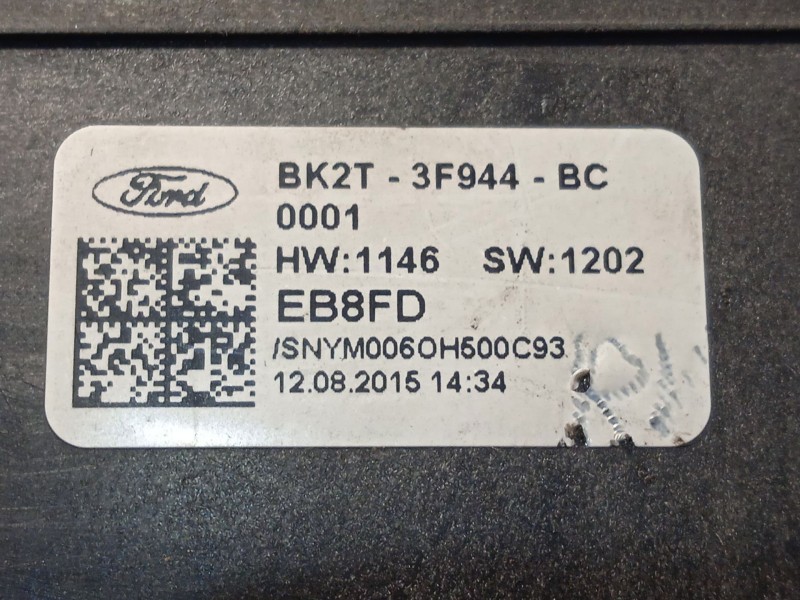 Ford
BK2T - 3F944 - BC
0001
HW:1146 SW:1202
EB8FD
/SNYM006OH500C93
12.08.2015 14:34